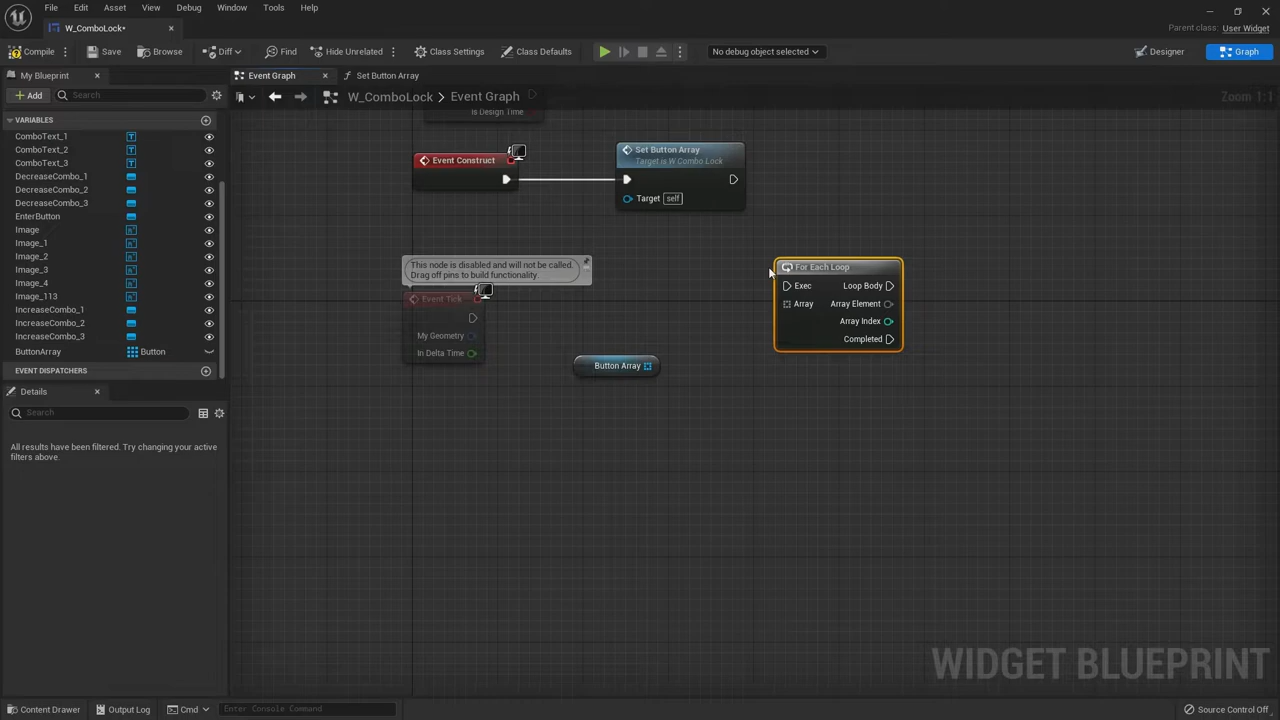 File Edit Asset View Debug Window Tools Help
W_ComboLock•
Parent class: User Widget
Compile Save Browse Diff Find Hide Unrelated Class Settings Class Defaults No debug object selected Designer Graph
My Blueprint
Event Graph
Set Button Array
Add
Search
W_ComboLock > Event Graph
Zoom 1:1
VARIABLES
ComboText_1
ComboText_2
ComboText_3
DecreaseCombo_1
DecreaseCombo_2
DecreaseCombo_3
EnterButton
Image
Image_1
Image_2
Image_3
Image_4
Image_113
IncreaseCombo_1
IncreaseCombo_2
IncreaseCombo_3
ButtonArray Button
EVENT DISPATCHERS
Details
Search
All results have been filtered. Try changing your active
filters above.
Is Design Time
Event Construct
Set Button Array
Target is W Combo Lock
Target self
This node is disabled and will not be called.
Drag off pins to build functionality.
Event Tick
My Geometry
In Delta Time
Button Array
For Each Loop
Exec Loop Body
Array Array Element
Array Index
Completed
WIDGET BLUEPRINT
Content Drawer Output Log Cmd Enter Console Command Source Control Off